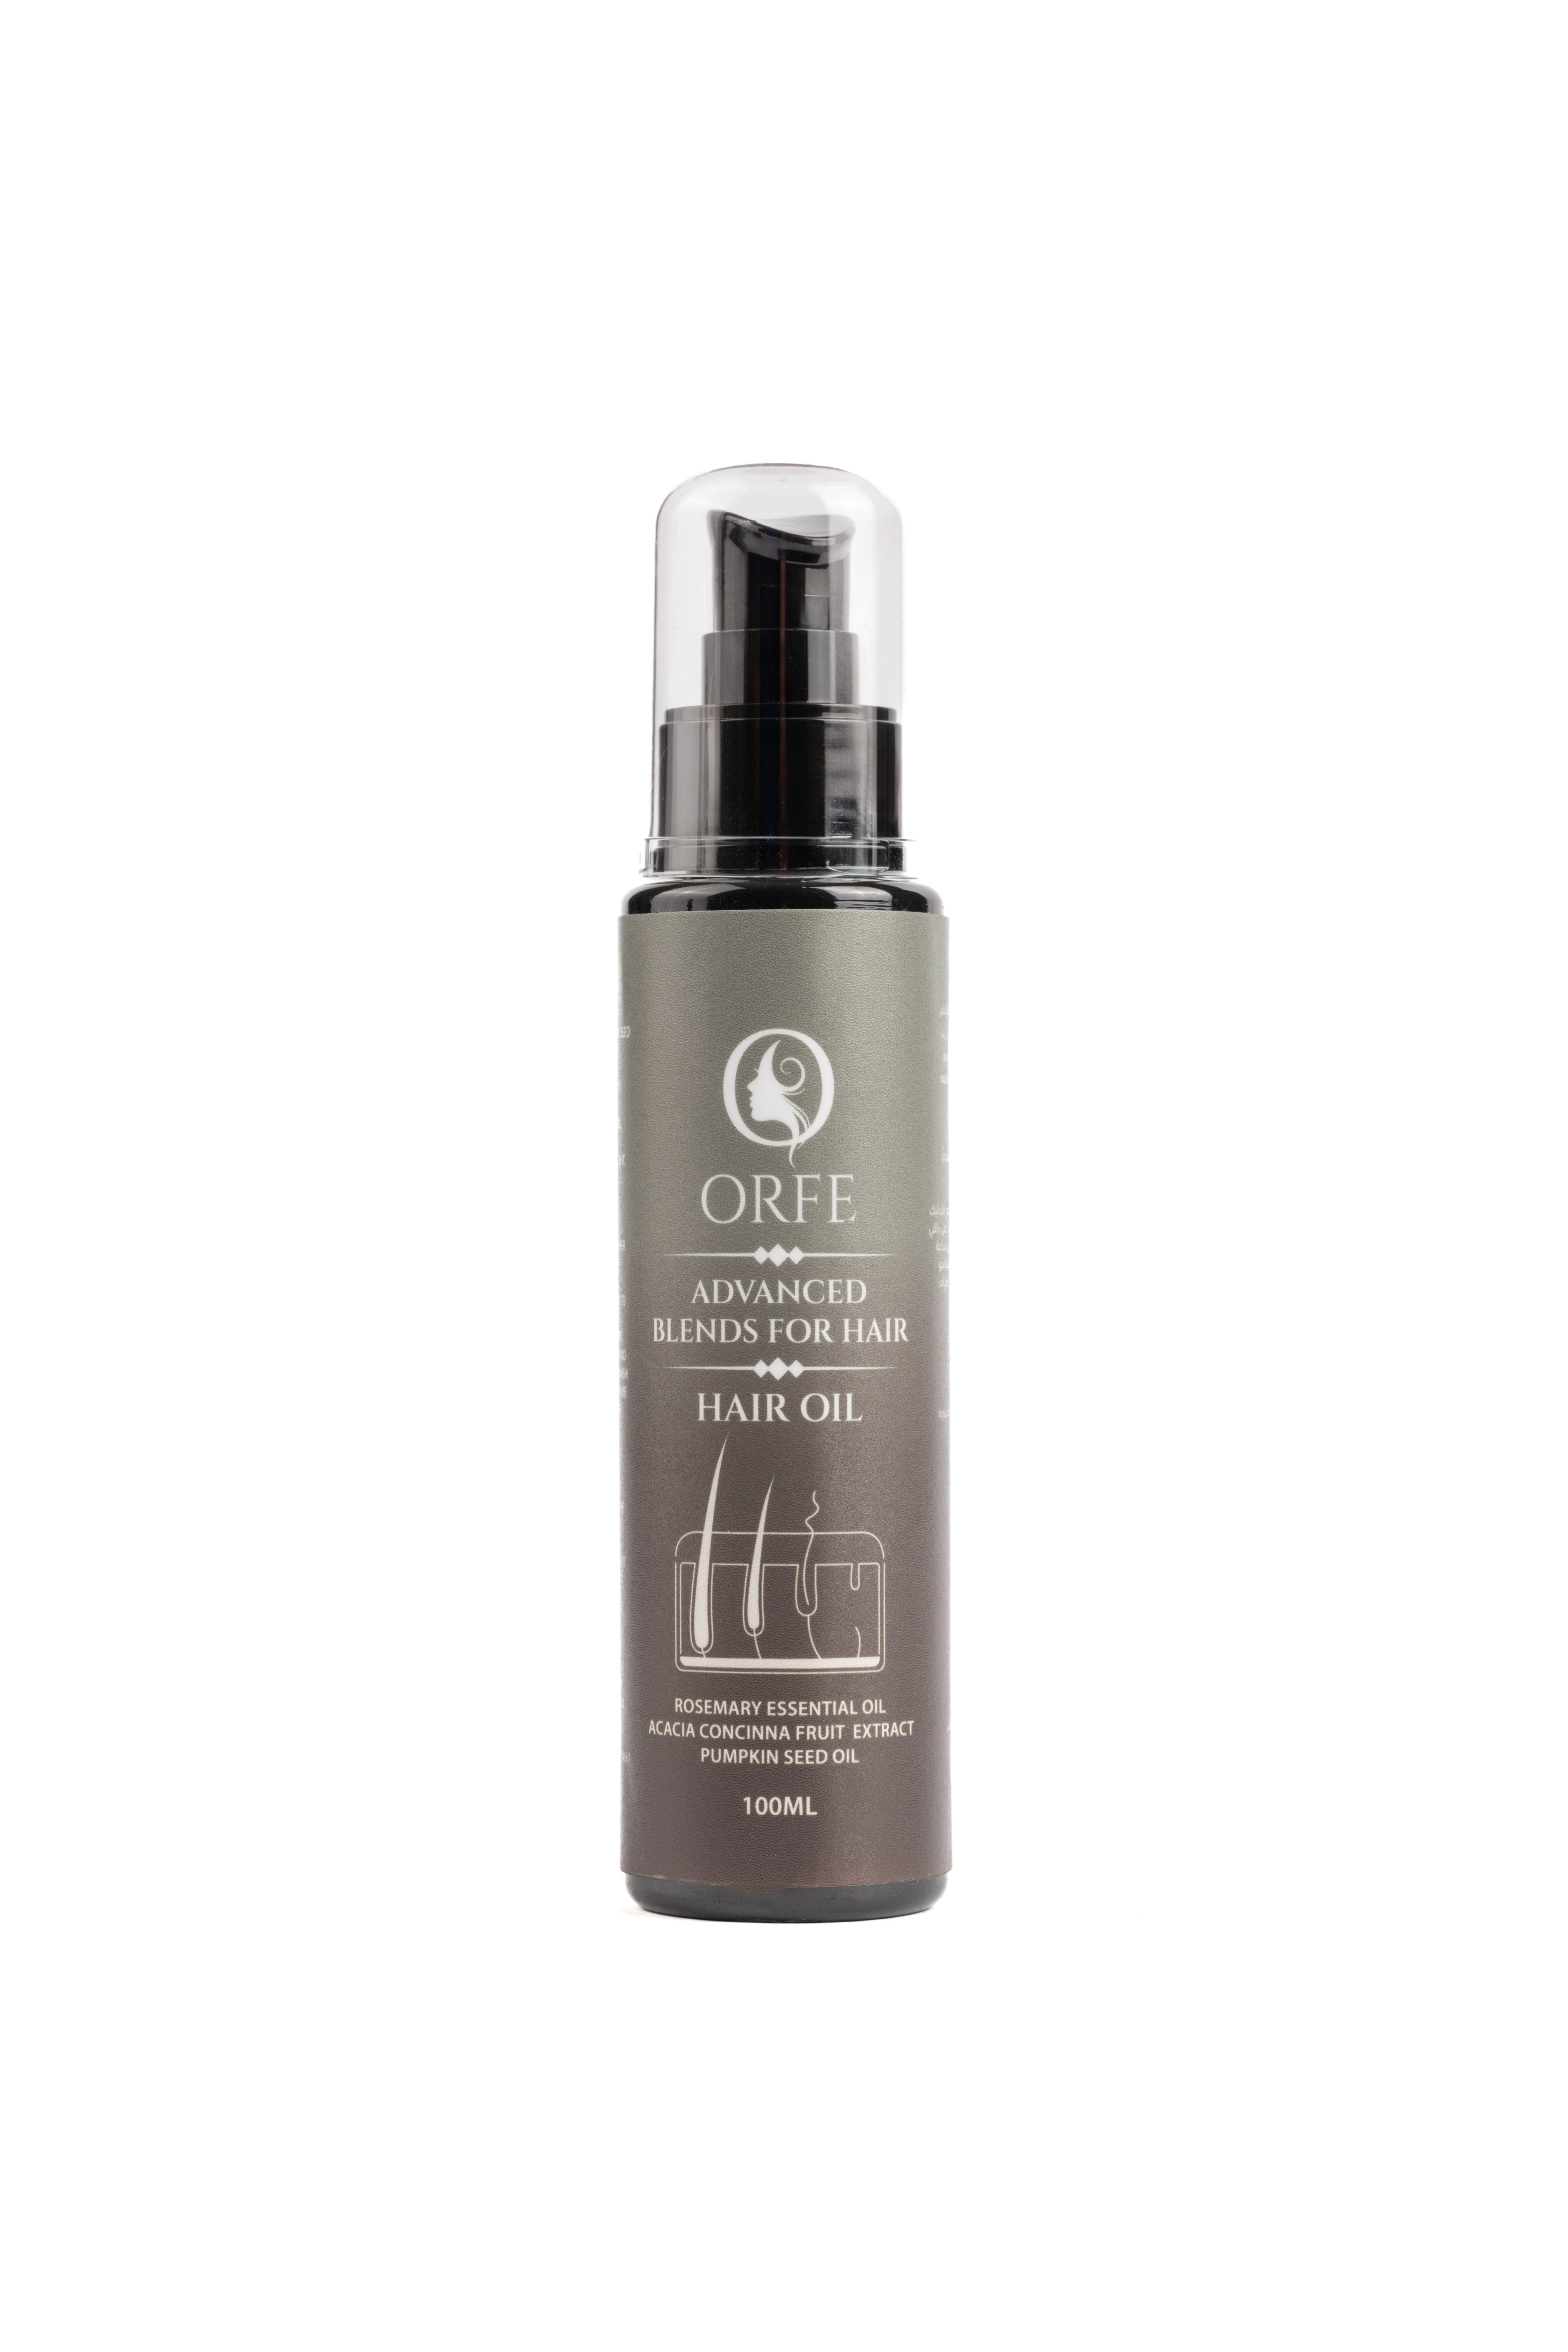 ORFE
ADVANCED
BLENDS FOR HAIR
HAIR OIL
ROSEMARY ESSENTIAL OIL
ACACIA CONCINNA FRUIT EXTRACT
PUMPKIN SEED OIL
100ML